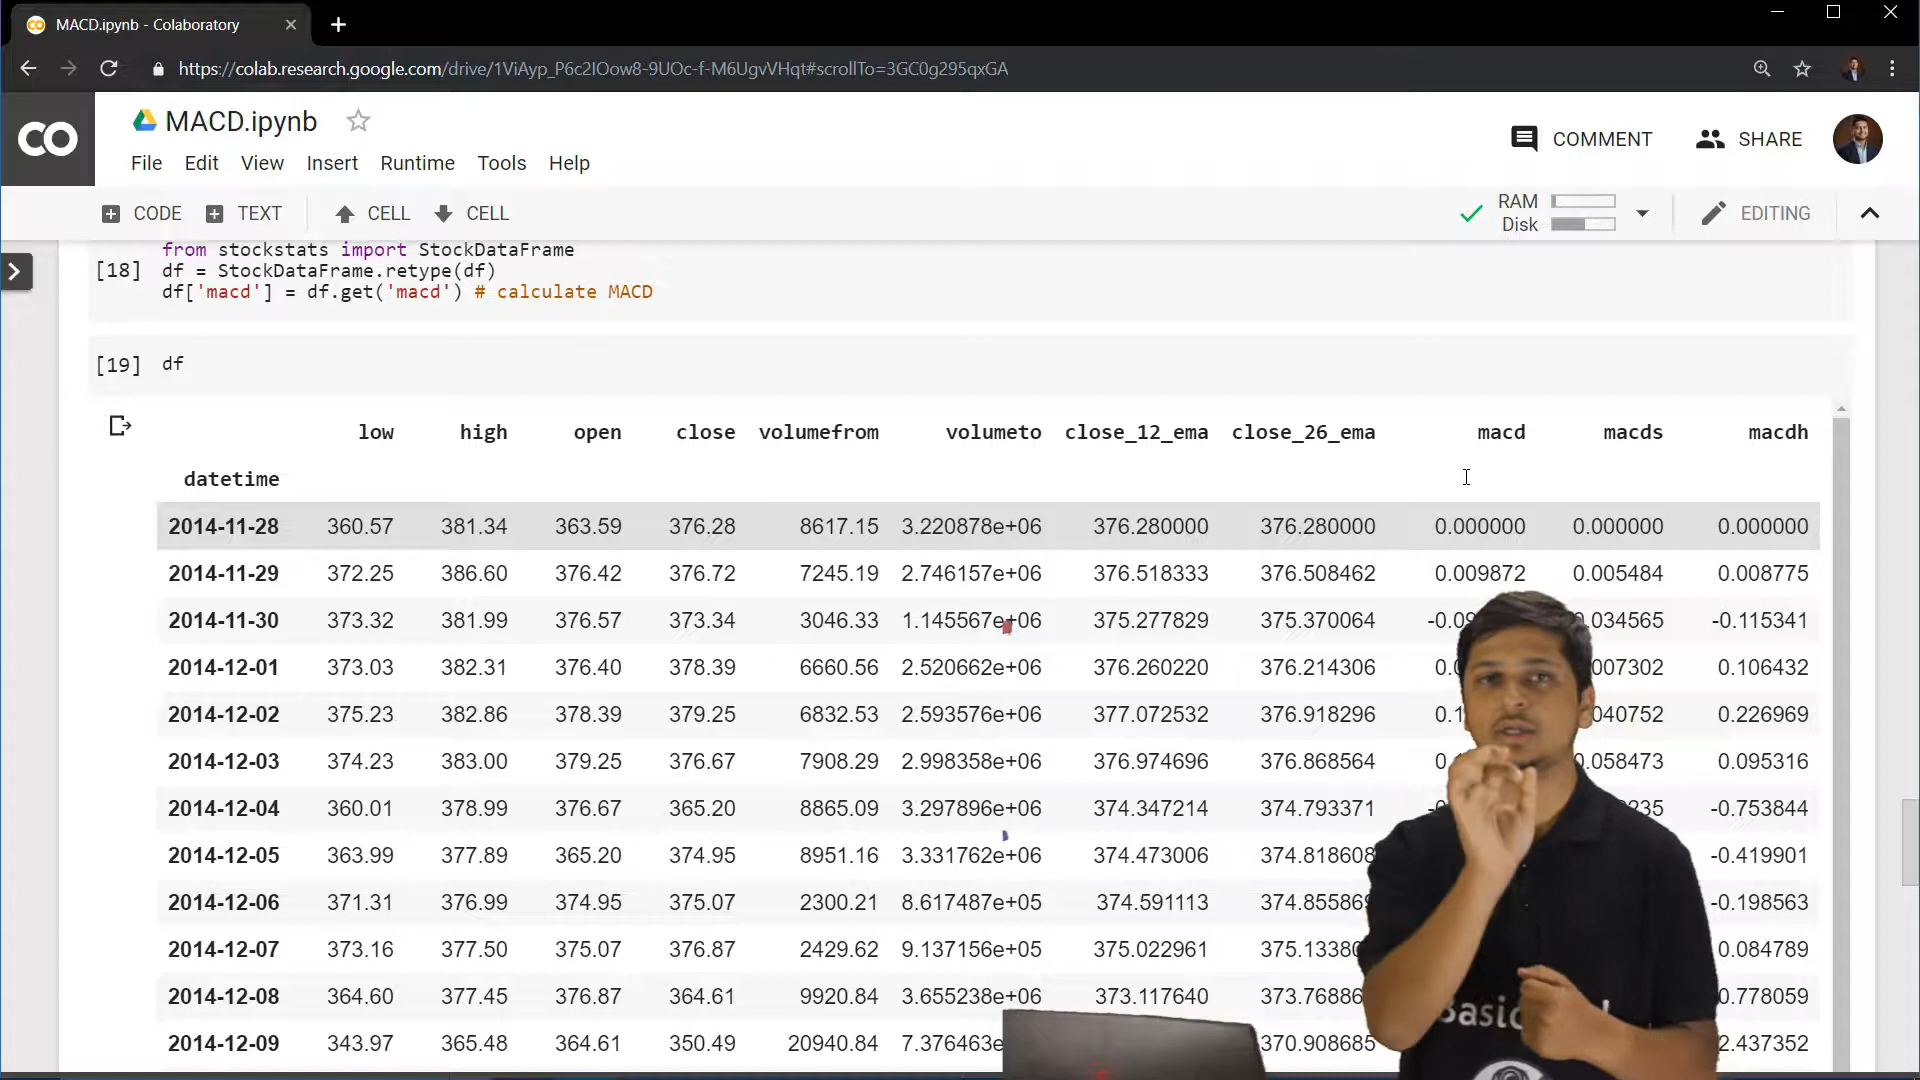 MACD.ipynb - Colaboratory
https://colab.research.google.com/drive/1ViAyp_P6c2IOow8-9UOc-f-M6UgvVHqt#scrollTo=3GC0g295qxGA
CO
MACD.ipynb
COMMENT
SHARE
File Edit View Insert Runtime Tools Help
CODE TEXT CELL CELL
RAM
Disk
EDITING
from stockstats import StockDataFrame
[18] df = StockDataFrame.retype(df)
df['macd'] = df.get('macd') # calculate MACD
[19] df
low high open close volumefrom volumeto close_12_ema close_26_ema macd macds macdh
datetime
2014-11-28 360.57 381.34 363.59 376.28 8617.15 3.220878e+06 376.280000 376.280000 0.000000 0.000000 0.000000
2014-11-29 372.25 386.60 376.42 376.72 7245.19 2.746157e+06 376.518333 376.508462 0.009872 0.005484 0.008775
2014-11-30 373.32 381.99 376.57 373.34 3046.33 1.145567e+06 375.277829 375.370064 -0.115341
2014-12-01 373.03 382.31 376.40 378.39 6660.56 2.520662e+06 376.260220 376.214306 0.106432
2014-12-02 375.23 382.86 378.39 379.25 6832.53 2.593576e+06 377.072532 376.918296 0.226969
2014-12-03 374.23 383.00 379.25 376.67 7908.29 2.998358e+06 376.974696 376.868564 0.095316
2014-12-04 360.01 378.99 376.67 365.20 8865.09 3.297896e+06 374.347214 374.793371 -0.753844
2014-12-05 363.99 377.89 365.20 374.95 8951.16 3.331762e+06 374.473006 374.818608 -0.419901
2014-12-06 371.31 376.99 374.95 375.07 2300.21 8.617487e+05 374.591113 374.855869 -0.198563
2014-12-07 373.16 377.50 375.07 376.87 2429.62 9.137156e+05 375.022961 0.084789
2014-12-08 364.60 377.45 376.87 364.61 9920.84 3.655238e+06 373.117640
2014-12-09 343.97 365.48 364.61 350.49 20940.84 370.908685